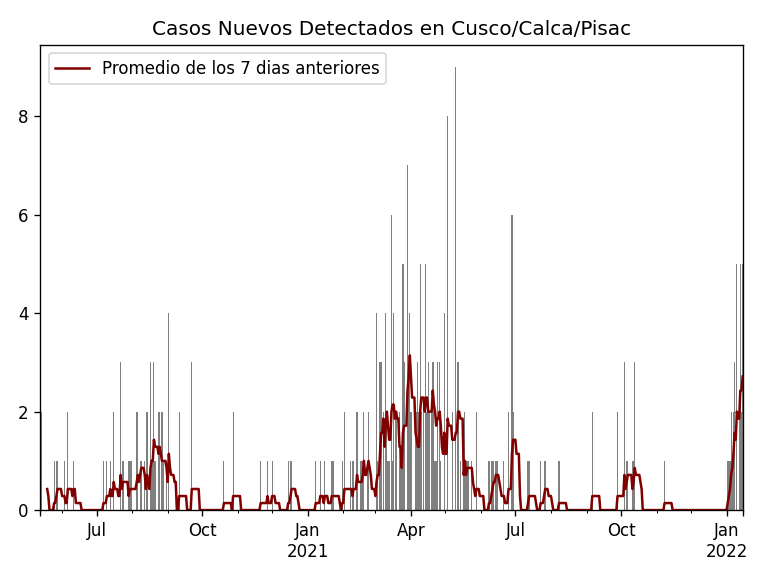 Casos Nuevos Detectados en Cusco/Calca/Pisac
Promedio de los 7 dias anteriores
8
6
4
2
0
Jul
Oct
Jan
2021
Apr
Jul
Oct
Jan
2022